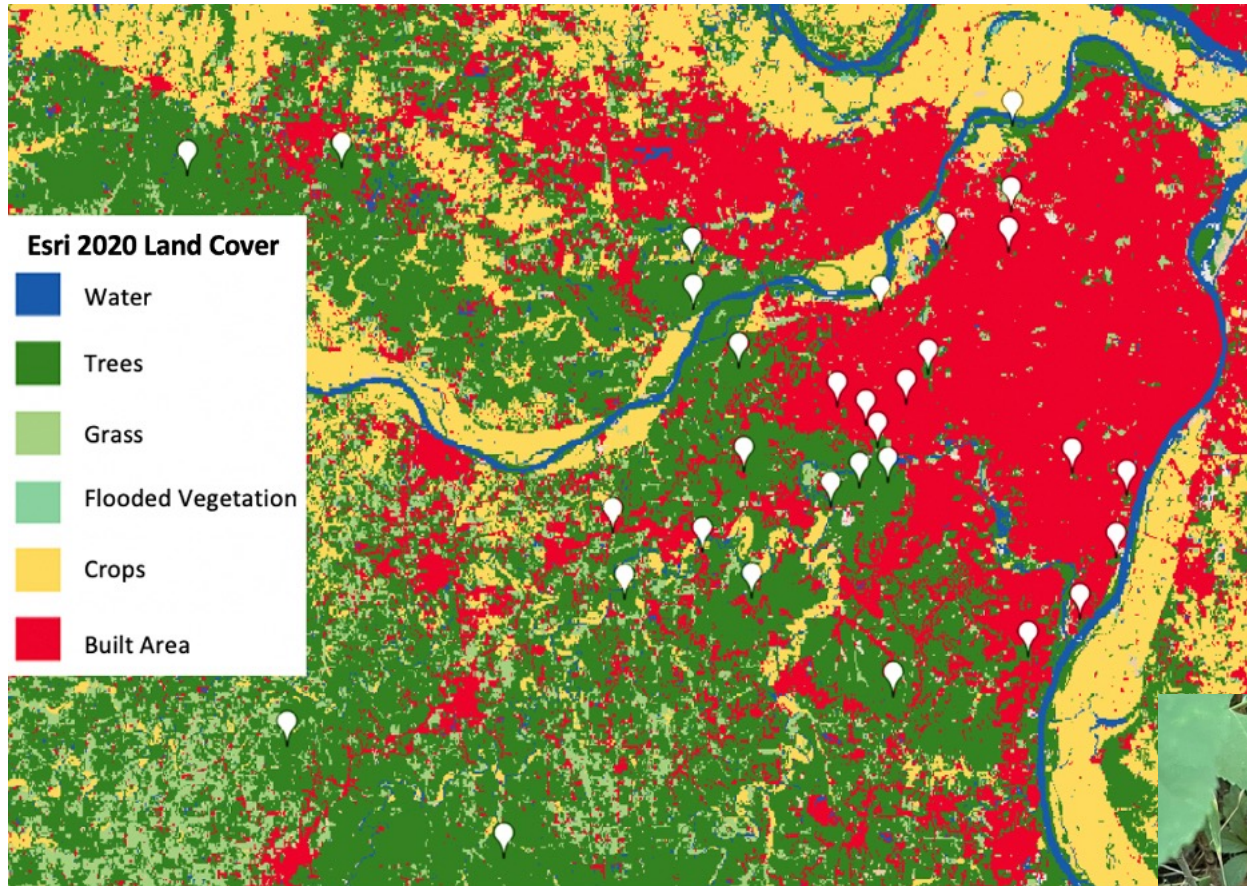 Esri 2020 Land Cover
Water
Trees
Grass
Flooded Vegetation
Crops
Built Area